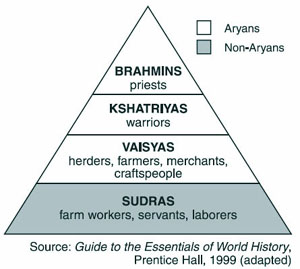 Aryans
Non-Aryans
BRAHMINS
priests
KSHATRIYAS
warriors
VAISYAS
herders, farmers, merchants,
craftspeople
SUDRAS
farm workers, servants, laborers
Source: Guide to the Essentials of World History,
Prentice Hall, 1999 (adapted)